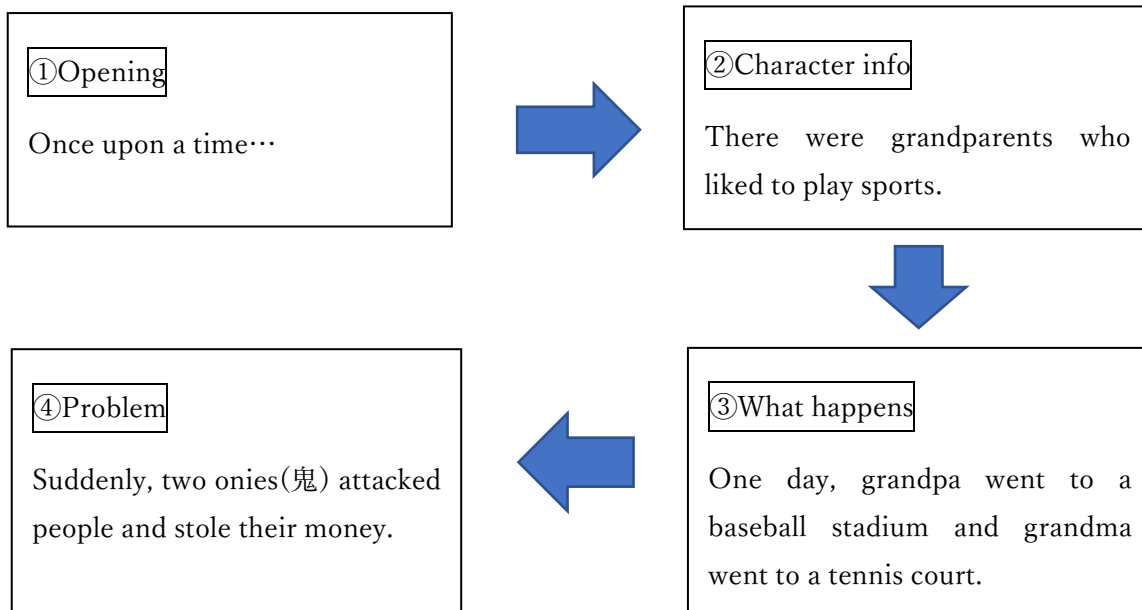 ①Opening
Once upon a time…
②Character info
There were grandparents who
liked to play sports.
③What happens
One day, grandpa went to a
baseball stadium and grandma
went to a tennis court.
④Problem
Suddenly, two onies(鬼) attacked
people and stole their money.